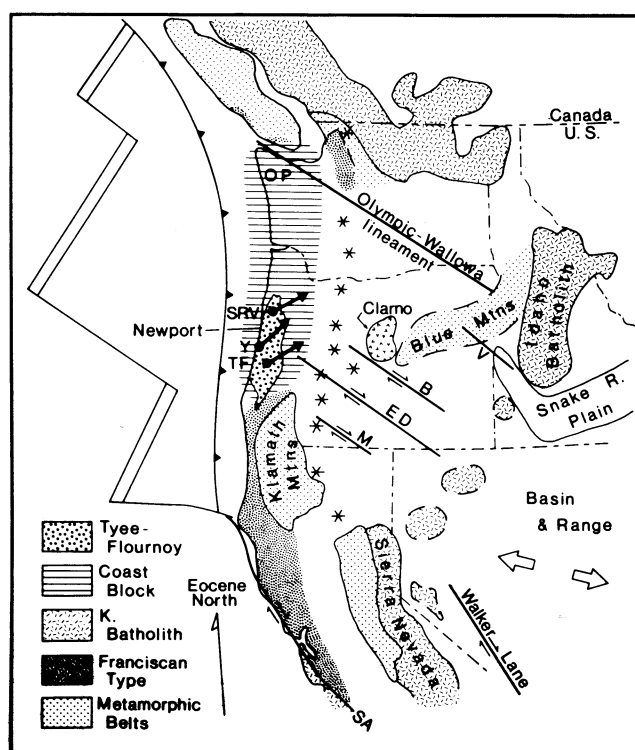 Canada
U.S.
OP
Olympic-Wallowa
lineament
SRV
Newport
Y
TF
Clarno
Blue Mtns
Idaho
Batholith
V
B
ED
M
Snake R.
Plain
Klamath
Mtns
Basin
& Range
Tyee-
Flournoy
Coast
Block
K.
Batholith
Franciscan
Type
Metamorphic
Belts
Eocene
North
Sierra
Nevada
Walker
Lane
SA